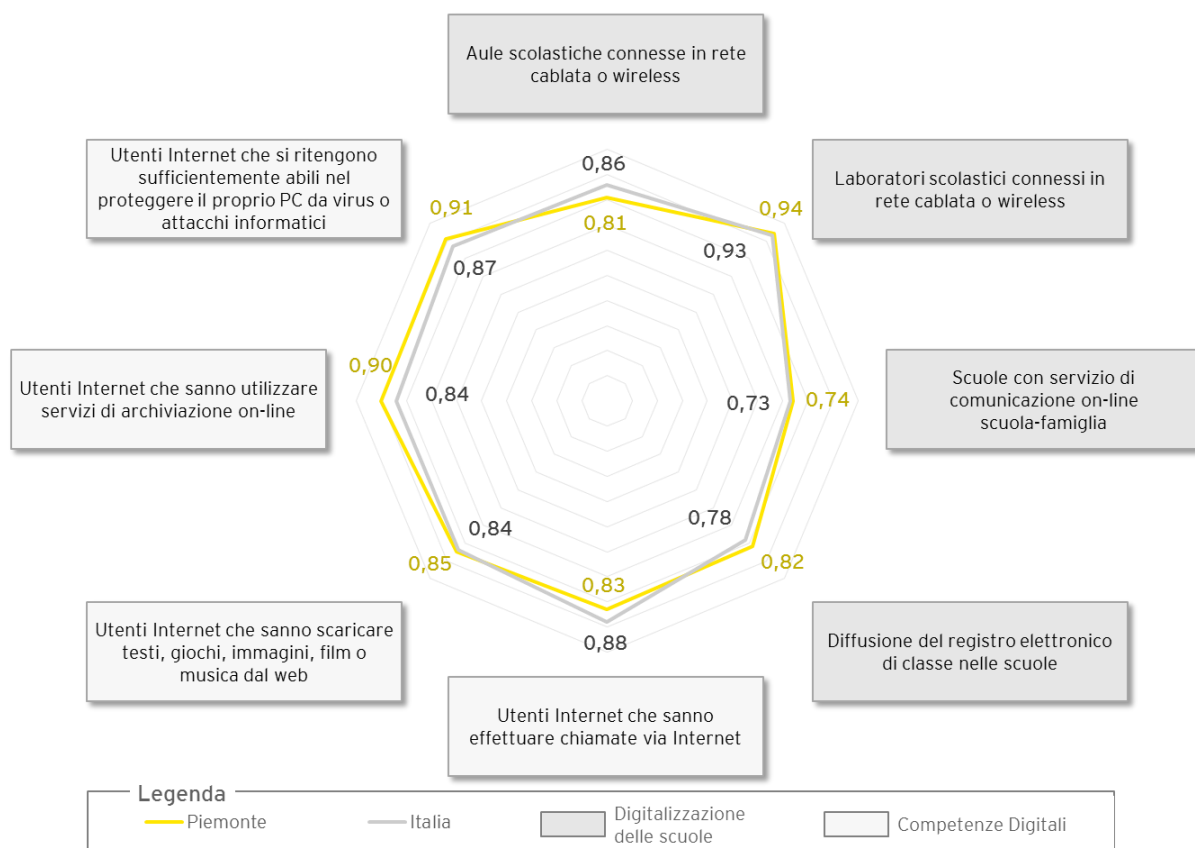 Aule scolastiche connesse in rete
cablata o wireless
Utenti Internet che si ritengono
sufficientemente abili nel
proteggere il proprio PC da virus o
attacchi informatici
Laboratori scolastici connessi in
rete cablata o wireless
0,86
0,91
0,81
0,94
0,87
0,93
Utenti Internet che sanno utilizzare
servizi di archiviazione on-line
0,90
0,84
0,73
0,74
Scuole con servizio di
comunicazione on-line
scuola-famiglia
0,84
0,78
0,85
0,83
0,82
0,88
Utenti Internet che sanno scaricare
testi, giochi, immagini, film o
musica dal web
Diffusione del registro elettronico
di classe nelle scuole
Utenti Internet che sanno
effettuare chiamate via Internet
Legenda
Piemonte
Italia
Digitalizzazione
delle scuole
Competenze Digitali